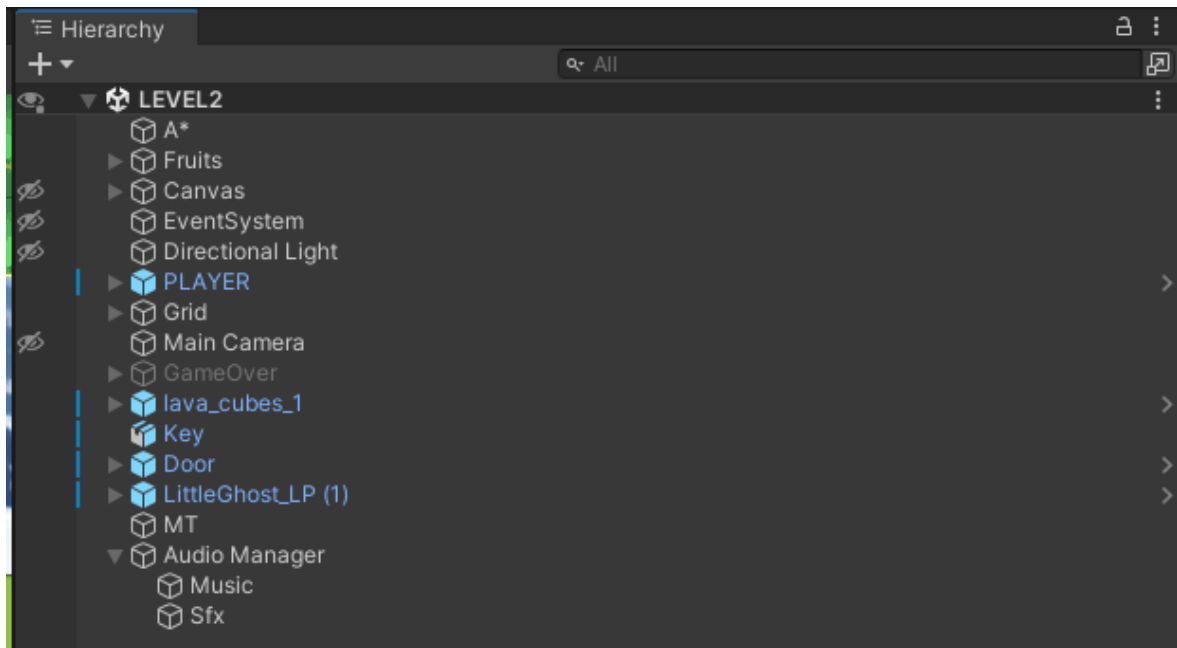 Hierarchy
All
LEVEL2
A*
Fruits
Canvas
EventSystem
Directional Light
PLAYER
Grid
Main Camera
GameOver
lava_cubes_1
Key
Door
LittleGhost_LP (1)
MT
Audio Manager
Music
Sfx